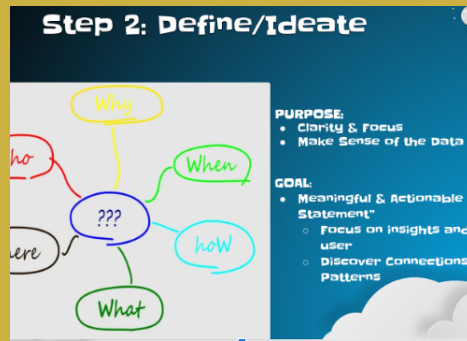 Step 2: Define/Ideate
Why
ho
When
???
here
hoW
What
PURPOSE:
Clarity & Focus
Make Sense of the Data
GOAL:
Meaningful & Actionable
Statement"
Focus on insights and
user
Discover Connections
Patterns